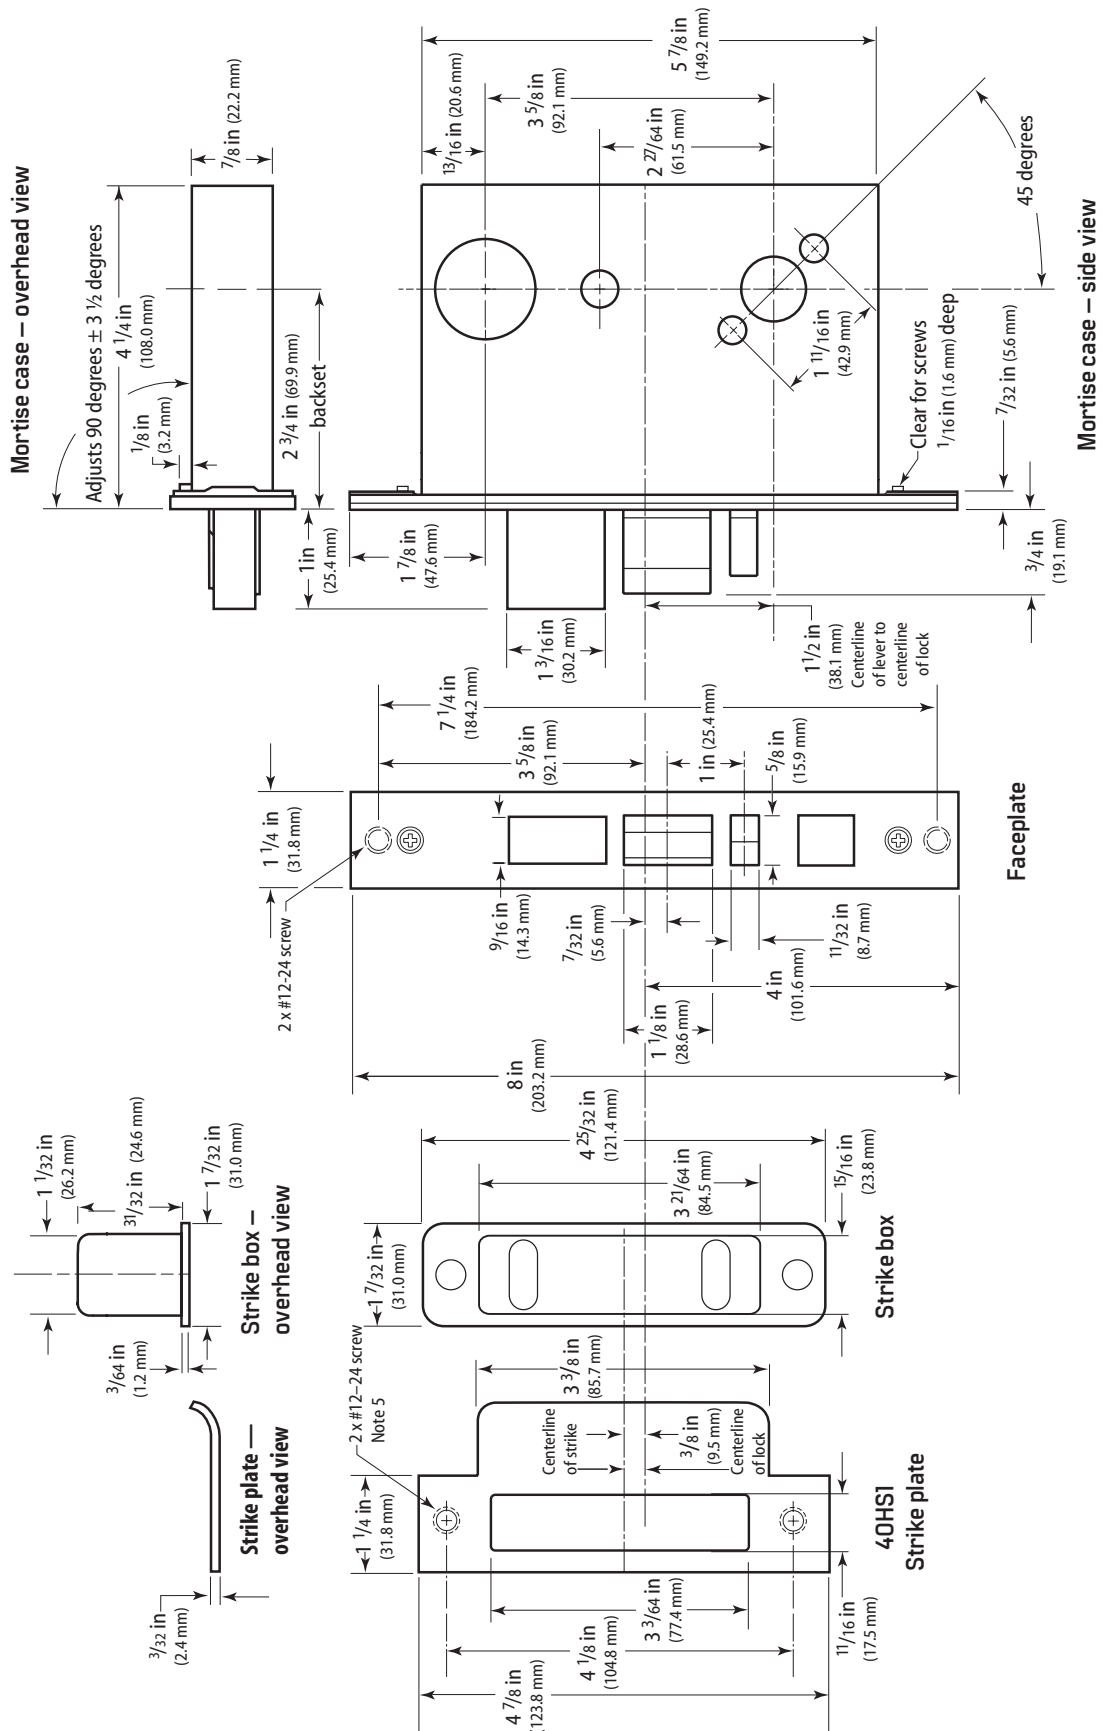 Mortise case – overhead view
Adjusts 90 degrees ± 3 ½ degrees
4 1/4 in
(108.0 mm)
7/8 in (22.2 mm)
1/8 in
(3.2 mm)
2 3/4 in (69.9 mm)
backset
1 in
(25.4 mm)
Mortise case – side view
5 7/8 in
(149.2 mm)
13/16 in (20.6 mm)
3 5/8 in
(92.1 mm)
2 27/64 in
(61.5 mm)
45 degrees
1 11/16 in
(42.9 mm)
Clear for screws
1/16 in (1.6 mm) deep
7/32 in (5.6 mm)
3/4 in
(19.1 mm)
1 7/8 in
(47.6 mm)
1 3/16 in
(30.2 mm)
1 1/2 in
(38.1 mm)
Centerline
of lever to
centerline
of lock
Faceplate
7 1/4 in
(184.2 mm)
3 5/8 in
(92.1 mm)
1 in (25.4 mm)
5/8 in
(15.9 mm)
1 1/4 in
(31.8 mm)
2 x #12-24 screw
9/16 in
(14.3 mm)
7/32 in
(5.6 mm)
11/32 in
(8.7 mm)
4 in
(101.6 mm)
1 1/8 in
(28.6 mm)
8 in
(203.2 mm)
Strike box –
overhead view
1 1/32 in
(26.2 mm)
31/32 in (24.6 mm)
1 7/32 in
(31.0 mm)
3/64 in
(1.2 mm)
Strike box
4 25/32 in
(121.4 mm)
3 21/64 in
(84.5 mm)
15/16 in
(23.8 mm)
1 7/32 in
(31.0 mm)
Strike plate —
overhead view
3/32 in
(2.4 mm)
40HS1
Strike plate
2 x #12–24 screw
Note 5
3 3/8 in
(85.7 mm)
Centerline
of strike
3/8 in
(9.5 mm)
Centerline
of lock
1 1/4 in
(31.8 mm)
11/16 in
(17.5 mm)
3 3/64 in
(77.4 mm)
4 1/8 in
(104.8 mm)
4 7/8 in
(123.8 mm)